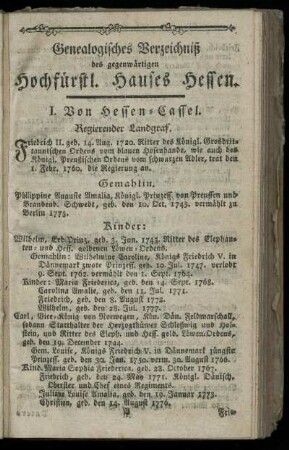 Genealogisches Verzeichniß
des gegenwärtigen
Hochfürstl. Hauses Hessen.
I. Von Hessen-Cassel.
Regierender Landgraf.
Friedrich II. geb. 14. Aug. 1720. Ritter des Königl. Grosbrit-
tannischen Ordens vom blauen Hosenbande, wie auch des
Königl. Preußischen Ordens vom schwarzen Adler, trat den
1. Febr. 1760. die Regierung an.
Gemahlin.
Philippine Auguste Amalia, Königl. Prinzess. von Preussen und
Brandenb. Schwedt, geb. den 10. Oct. 1745. vermählt zu
Berlin 1773.
Kinder:
Wilhelm, Erb-Prinz, geb. 3. Jun. 1743. Ritter des Elephan-
ten- und Hess. goldenen Löwen-Ordens.
Gemahlin: Wilhelmine Caroline, Königs Friedrich V. in
Dännemark zwote Prinzess. geb. 10. Jul. 1747. verlobt
9. Sept. 1762. vermählt den 1. Sept. 1764.
Kinder: Maria Friederica, geb. den 14. Sept. 1768.
Carolina Amalie, geb. den 11. Jul. 1771.
Friedrich, geb. den 8. August 1772.
Wilhelm, geb. den 28. Jul. 1777.
Carl, Vice-König von Norwegen, Kön. Dän. Feldmarschall,
sodann Statthalter der Herzogthümer Schleßwig und Hol-
stein, und Ritter des Eleph. und Hess. gold. Löwen-Ordens,
geb. den 19. December 1744.
Gem. Louise, Königs Friedrich V. in Dännemark jüngste
Prinzess. geb. den 30. Jan. 1750. verm. 30. August 1766.
Kind. Maria Sophia Friederica, geb. 28. October 1767.
Friedrich, geb. den 24. May 1771. Königl. Dänisch.
Obrister und Chef eines Regiments.
Juliane Louise Amalia, geb. den 19. Januar 1773.
Christian, geb. den 14. August 1776.
Frie-